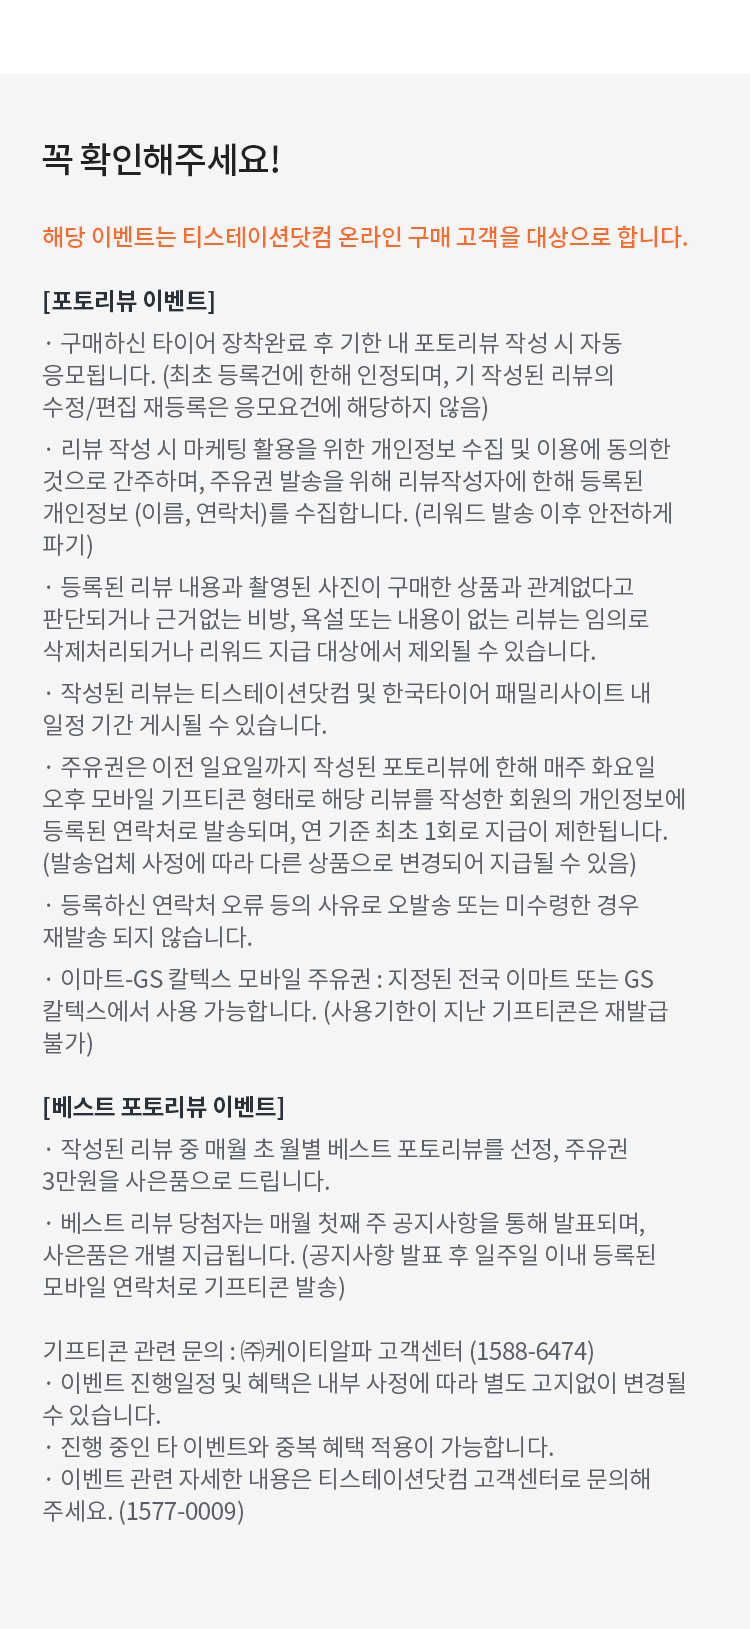 꼭 확인해주세요!
해당 이벤트는 티스테이션닷컴 온라인 구매 고객을 대상으로 합니다.
[포토리뷰 이벤트]
· 구매하신 타이어 장착완료 후 기한 내 포토리뷰 작성 시 자동
응모됩니다. (최초 등록건에 한해 인정되며, 기 작성된 리뷰의
수정/편집 재등록은 응모요건에 해당하지 않음)
· 리뷰 작성 시 마케팅 활용을 위한 개인정보 수집 및 이용에 동의한
것으로 간주하며, 주유권 발송을 위해 리뷰작성자에 한해 등록된
개인정보 (이름, 연락처)를 수집합니다. (리워드 발송 이후 안전하게
파기)
· 등록된 리뷰 내용과 촬영된 사진이 구매한 상품과 관계없다고
판단되거나 근거없는 비방, 욕설 또는 내용이 없는 리뷰는 임의로
삭제처리되거나 리워드 지급 대상에서 제외될 수 있습니다.
· 작성된 리뷰는 티스테이션닷컴 및 한국타이어 패밀리사이트 내
일정 기간 게시될 수 있습니다.
· 주유권은 이전 일요일까지 작성된 포토리뷰에 한해 매주 화요일
오후 모바일 기프티콘 형태로 해당 리뷰를 작성한 회원의 개인정보에
등록된 연락처로 발송되며, 연 기준 최초 1회로 지급이 제한됩니다.
(발송업체 사정에 따라 다른 상품으로 변경되어 지급될 수 있음)
· 등록하신 연락처 오류 등의 사유로 오발송 또는 미수령한 경우
재발송 되지 않습니다.
· 이마트-GS 칼텍스 모바일 주유권 : 지정된 전국 이마트 또는 GS
칼텍스에서 사용 가능합니다. (사용기한이 지난 기프티콘은 재발급
불가)
[베스트 포토리뷰 이벤트]
· 작성된 리뷰 중 매월 초 월별 베스트 포토리뷰를 선정, 주유권
3만원을 사은품으로 드립니다.
· 베스트 리뷰 당첨자는 매월 첫째 주 공지사항을 통해 발표되며,
사은품은 개별 지급됩니다. (공지사항 발표 후 일주일 이내 등록된
모바일 연락처로 기프티콘 발송)
기프티콘 관련 문의 : ㈜케이티알파 고객센터 (1588-6474)
· 이벤트 진행일정 및 혜택은 내부 사정에 따라 별도 고지없이 변경될
수 있습니다.
· 진행 중인 타 이벤트와 중복 혜택 적용이 가능합니다.
· 이벤트 관련 자세한 내용은 티스테이션닷컴 고객센터로 문의해
주세요. (1577-0009)